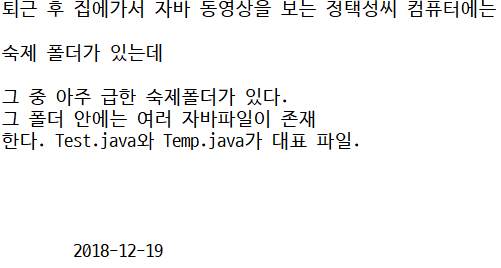 퇴근 후 집에가서 자바 동영상을 보는 정택성씨 컴퓨터에는
숙제 폴더가 있는데
그 중 아주 급한 숙제폴더가 있다.
그 폴더 안에는 여러 자바파일이 존재
한다. Test.java와 Temp.java가 대표 파일.
2018-12-19